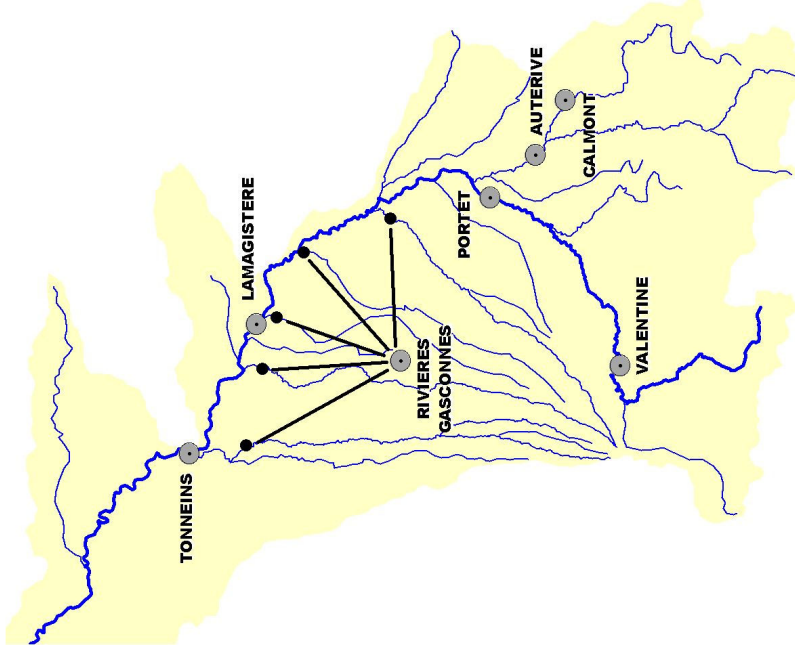 TONNEINS
LAMAGISTERE
RIVIERES
GASCONNES
PORTET
AUTERIVE
CALMONT
VALENTINE